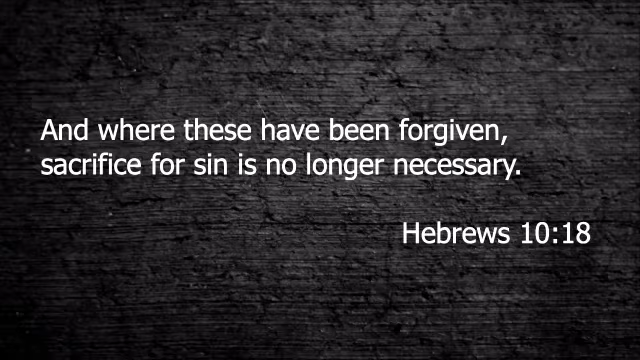 And where these have been forgiven,
sacrifice for sin is no longer necessary.
Hebrews 10:18